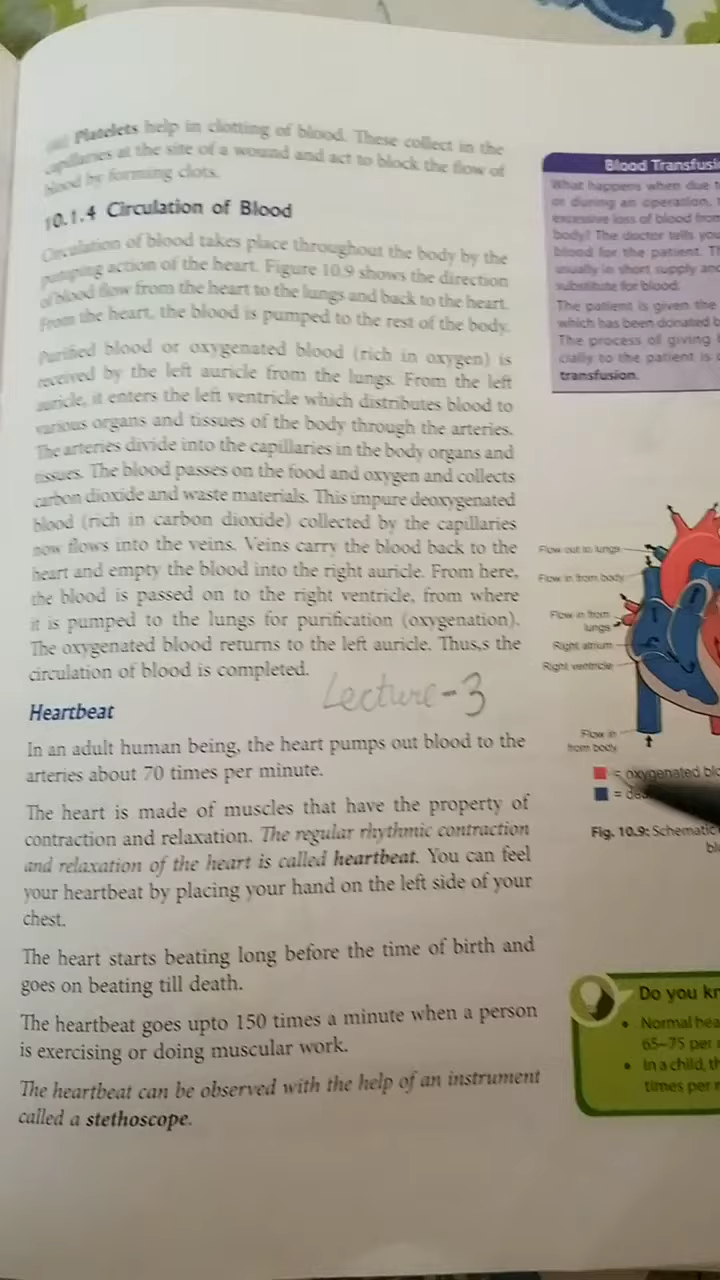 Platelets help in clotting of blood. These collect in the
capillaries at the site of a wound and act to block the flow of
blood by forming clots.
10.1.4 Circulation of Blood
Circulation of blood takes place throughout the body by the
pumping action of the heart. Figure 10.9 shows the direction
of blood flow from the heart to the lungs and back to the heart.
From the heart, the blood is pumped to the rest of the body.
Purified blood or oxygenated blood (rich in oxygen) is
received by the left auricle from the lungs. From the left
auricle, it enters the left ventricle which distributes blood to
various organs and tissues of the body through the arteries.
The arteries divide into the capillaries in the body organs and
tissues. The blood passes on the food and oxygen and collects
carbon dioxide and waste materials. This impure deoxygenated
blood (rich in carbon dioxide) collected by the capillaries
now flows into the veins. Veins carry the blood back to the
heart and empty the blood into the right auricle. From here,
the blood is passed on to the right ventricle, from where
it is pumped to the lungs for purification (oxygenation).
The oxygenated blood returns to the left auricle. Thus,s the
circulation of blood is completed.
Lecture-3
Heartbeat
In an adult human being, the heart pumps out blood to the
arteries about 70 times per minute.
The heart is made of muscles that have the property of
contraction and relaxation. The regular rhythmic contraction
and relaxation of the heart is called heartbeat. You can feel
your heartbeat by placing your hand on the left side of your
chest.
The heart starts beating long before the time of birth and
goes on beating till death.
The heartbeat goes upto 150 times a minute when a person
is exercising or doing muscular work.
The heartbeat can be observed with the help of an instrument
called a stethoscope.
Blood Transfusi
What happens when due t
or during an operation, t
excessive loss of blood from
body? The doctor tells you
blood for the patient. T
usually in short supply and
substitute for blood.
The patient is given the
which has been donated b
The process of giving
cially to the patient is
transfusion.
Flow out to lungs
Flow in from body
Flow in from
lungs
Right atrium
Right ventricle
Flow in
from body
= oxygenated blo
= de
Fig. 10.9: Schematic
bl
Do you kn
• Normal hea
65–75 per
• In a child, th
times per